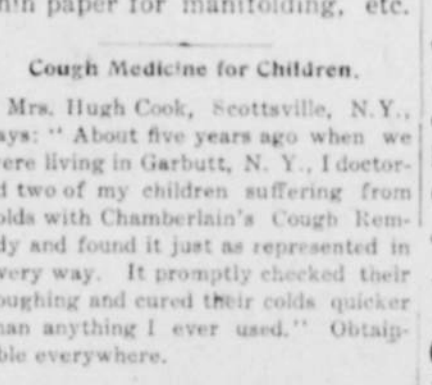 hin paper for manifolding, etc.
Cough Medicine for Children.
Mrs. Hugh Cook, Scottsville, N.Y.,
ays: "About five years ago when we
ere living in Garbutt, N. Y., I doctor-
d two of my children suffering from
olds with Chamberlain's Cough Rem-
dy and found it just as represented in
very way. It promptly checked their
oughing and cured their colds quicker
han anything I ever used." Obtain-
ble everywhere.